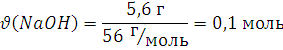 ϑ(NaOH) = 5,6 г / 56 г/моль = 0,1 моль